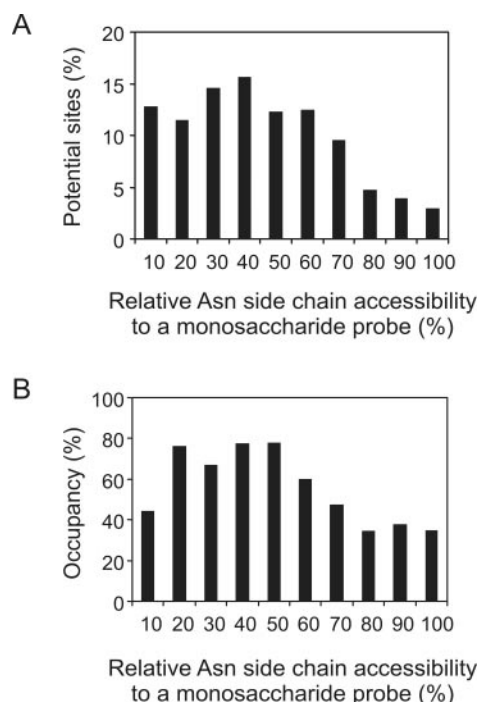 A
Potential sites (%)
20
15
10
5
0
10 20 30 40 50 60 70 80 90 100
Relative Asn side chain accessibility
to a monosaccharide probe (%)
B
Occupancy (%)
100
80
60
40
20
0
10 20 30 40 50 60 70 80 90 100
Relative Asn side chain accessibility
to a monosaccharide probe (%)